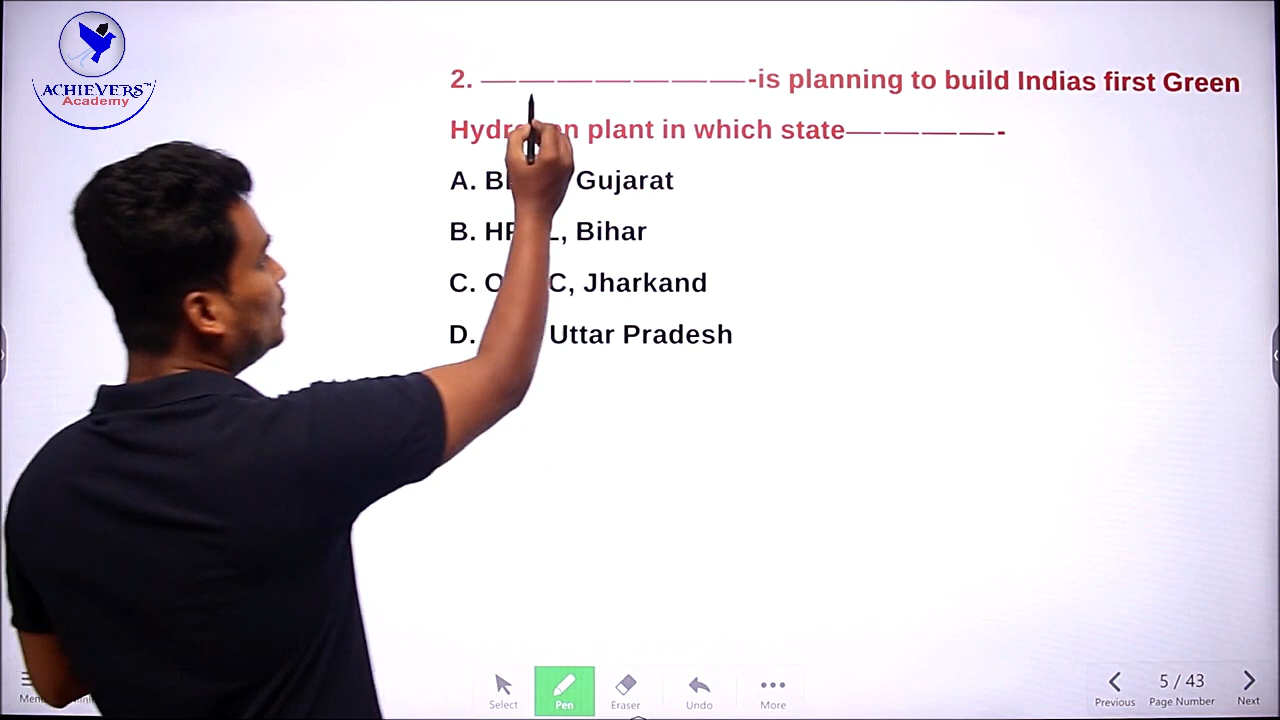 ACHIEVERS™
Academy
2. ———————-is planning to build Indias first Green
plant in which state————-
A. Gujarat
B. Bihar
C. Jharkand
D. Uttar Pradesh
Select
Pen
Eraser
Undo
More
Previous
5 / 43
Page Number
Next